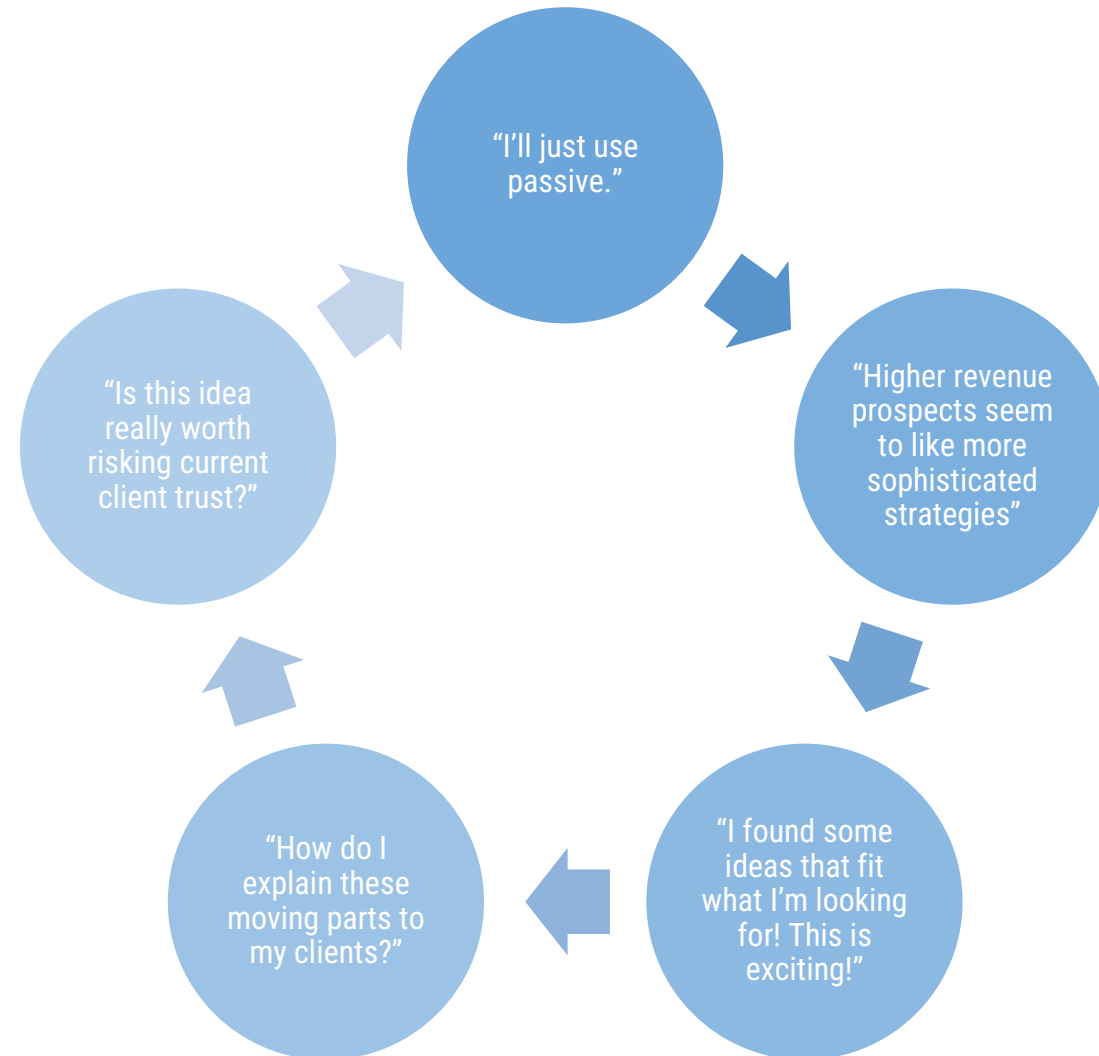 “I’ll just use
passive.”
“Higher revenue
prospects seem
to like more
sophisticated
strategies”
“I found some
ideas that fit
what I’m looking
for! This is
exciting!”
“How do I
explain these
moving parts to
my clients?”
“Is this idea
really worth
risking current
client trust?”